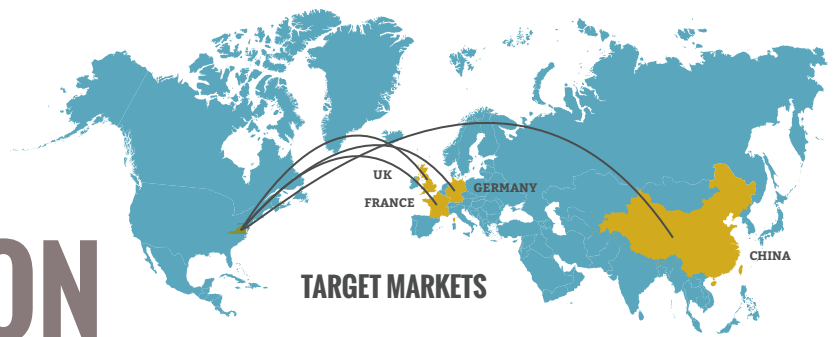 UK
GERMANY
FRANCE
ON
CHINA
TARGET MARKETS